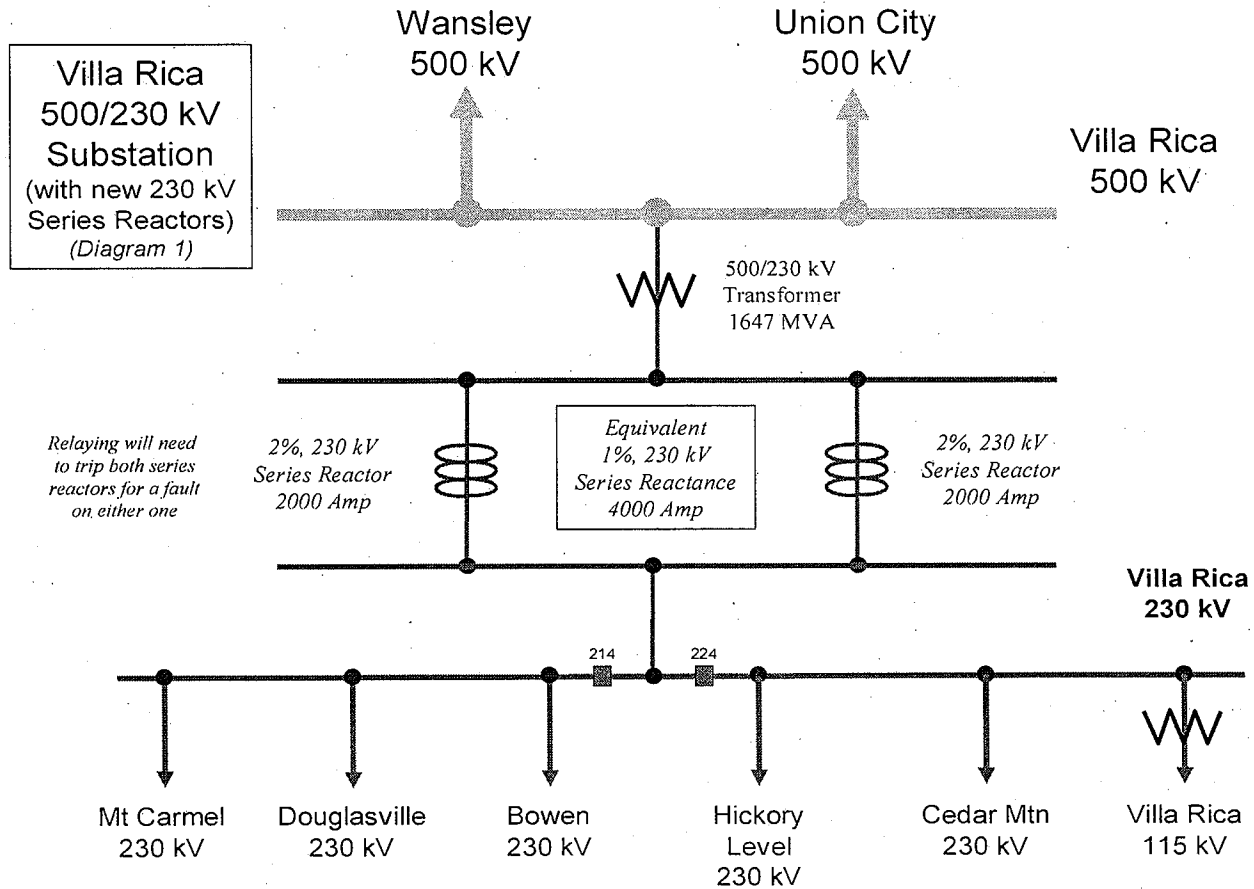 Villa Rica
500/230 kV
Substation
(with new 230 kV
Series Reactors)
(Diagram 1)
Wansley
500 kV
Union City
500 kV
Villa Rica
500 kV
500/230 kV
Transformer
1647 MVA
Relaying will need
to trip both series
reactors for a fault
on either one
2%, 230 kV
Series Reactor
2000 Amp
Equivalent
1%, 230 kV
Series Reactance
4000 Amp
2%, 230 kV
Series Reactor
2000 Amp
Villa Rica
230 kV
214
224
Mt Carmel
230 kV
Douglasville
230 kV
Bowen
230 kV
Hickory
Level
230 kV
Cedar Mtn
230 kV
Villa Rica
115 kV